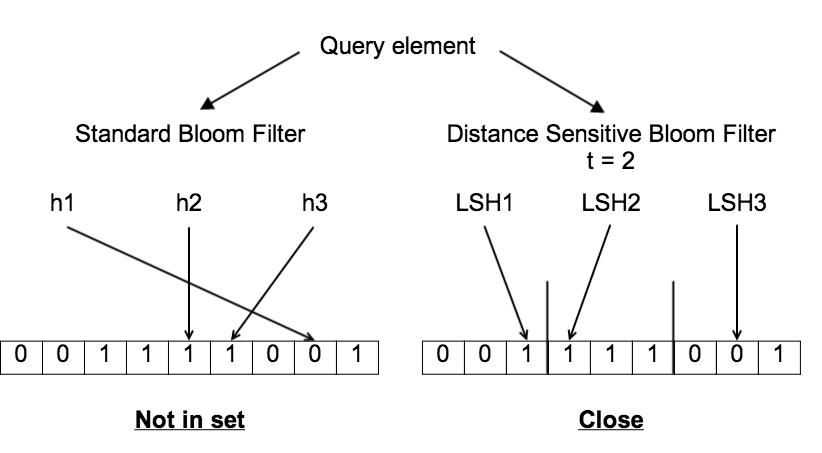 Query element
Standard Bloom Filter
Distance Sensitive Bloom Filter
t = 2
h1 h2 h3
LSH1 LSH2 LSH3
0 0 1 1 1 1 0 0 1
0 0 1 1 1 1 0 0 1
Not in set
Close